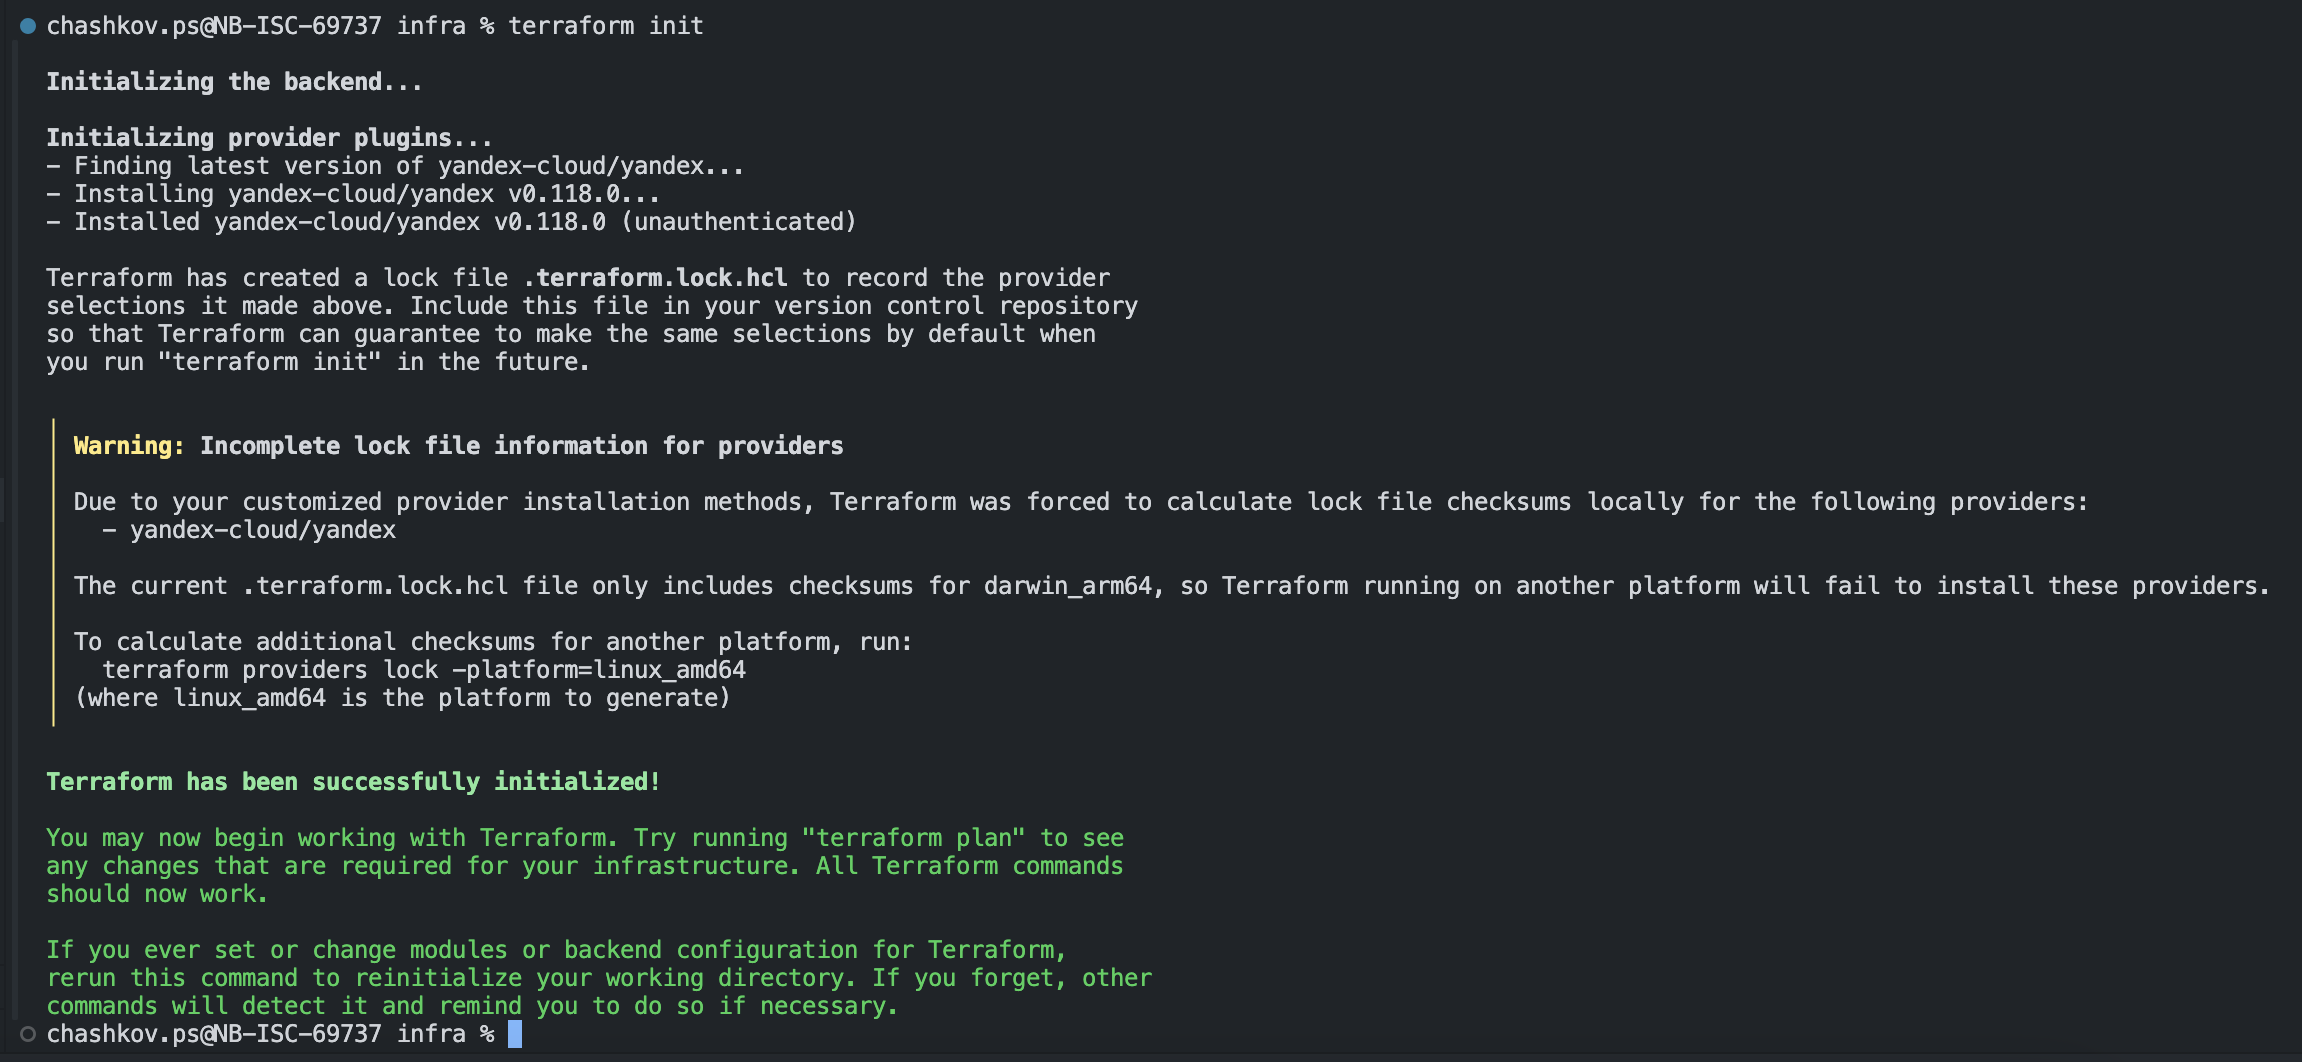 chashkov.ps@NB-ISC-69737 infra % terraform init
Initializing the backend...
Initializing provider plugins...
- Finding latest version of yandex-cloud/yandex...
- Installing yandex-cloud/yandex v0.118.0...
- Installed yandex-cloud/yandex v0.118.0 (unauthenticated)
Terraform has created a lock file .terraform.lock.hcl to record the provider
selections it made above. Include this file in your version control repository
so that Terraform can guarantee to make the same selections by default when
you run "terraform init" in the future.
Warning: Incomplete lock file information for providers
Due to your customized provider installation methods, Terraform was forced to calculate lock file checksums locally for the following providers:
- yandex-cloud/yandex
The current .terraform.lock.hcl file only includes checksums for darwin_arm64, so Terraform running on another platform will fail to install these providers.
To calculate additional checksums for another platform, run:
terraform providers lock -platform=linux_amd64
(where linux_amd64 is the platform to generate)
Terraform has been successfully initialized!
You may now begin working with Terraform. Try running "terraform plan" to see
any changes that are required for your infrastructure. All Terraform commands
should now work.
If you ever set or change modules or backend configuration for Terraform,
rerun this command to reinitialize your working directory. If you forget, other
commands will detect it and remind you to do so if necessary.
chashkov.ps@NB-ISC-69737 infra %